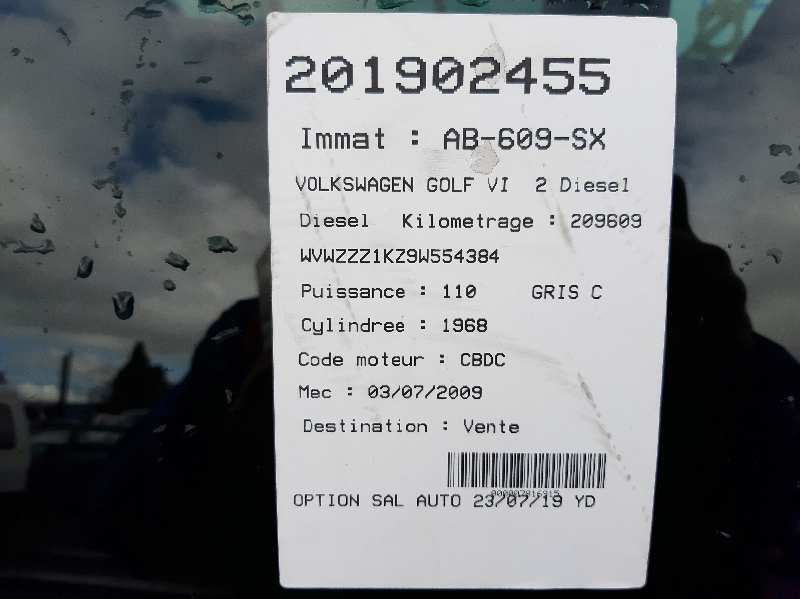 201902455
Immat : AB-609-SX
VOLKSWAGEN GOLF VI 2 Diesel
Diesel Kilometrage : 209609
WVWZZZ1KZ9W554384
Puissance : 110 GRIS C
Cylindree : 1968
Code moteur : CBDC
Mec : 03/07/2009
Destination : Vente
OPTION SAL AUTO 23/07/19 YD